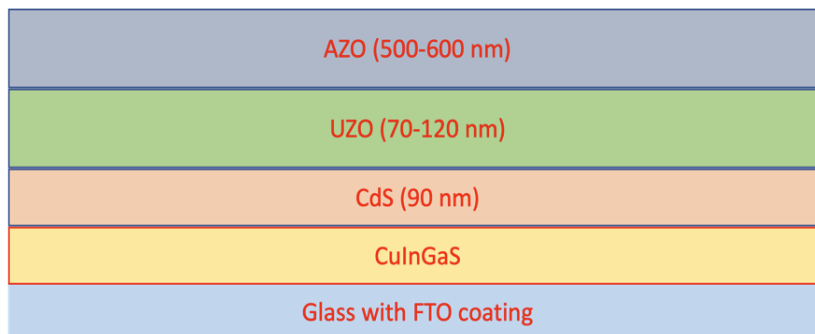 AZO (500-600 nm)
UZO (70-120 nm)
CdS (90 nm)
CuInGaS
Glass with FTO coating